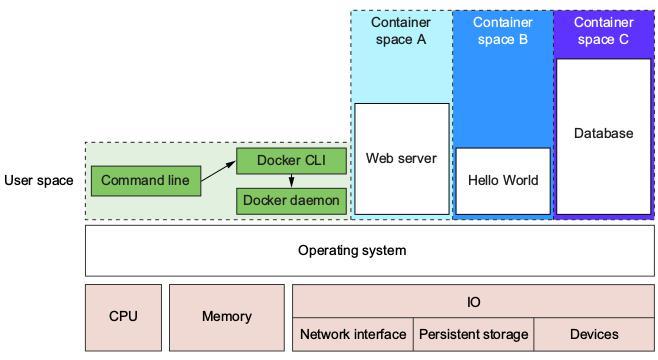 Container
space A
Container
space B
Container
space C
Database
Web server
Docker CLI
User space
Command line
Hello World
Docker daemon
Operating system
CPU
Memory
IO
Network interface
Persistent storage
Devices